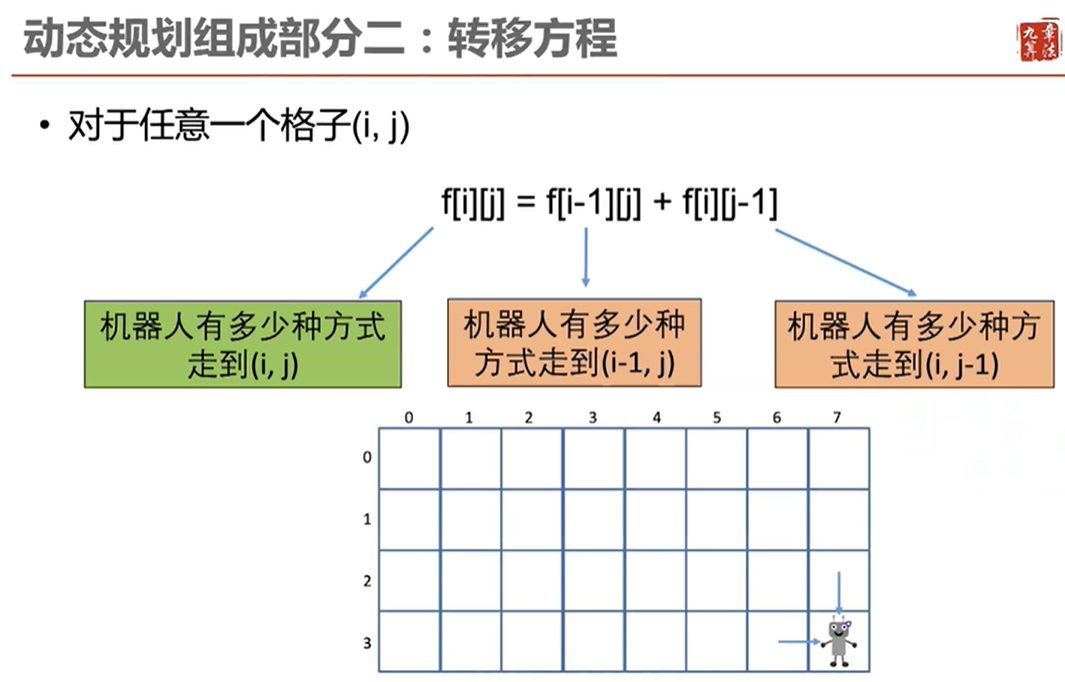 动态规划组成部分二：转移方程
九章算法
• 对于任意一个格子(i, j)
f[i][j] = f[i-1][j] + f[i][j-1]
机器人有多少种方式
走到(i, j)
机器人有多少种
方式走到(i-1, j)
机器人有多少种方
式走到(i, j-1)
0 1 2 3 4 5 6 7
0
1
2
3